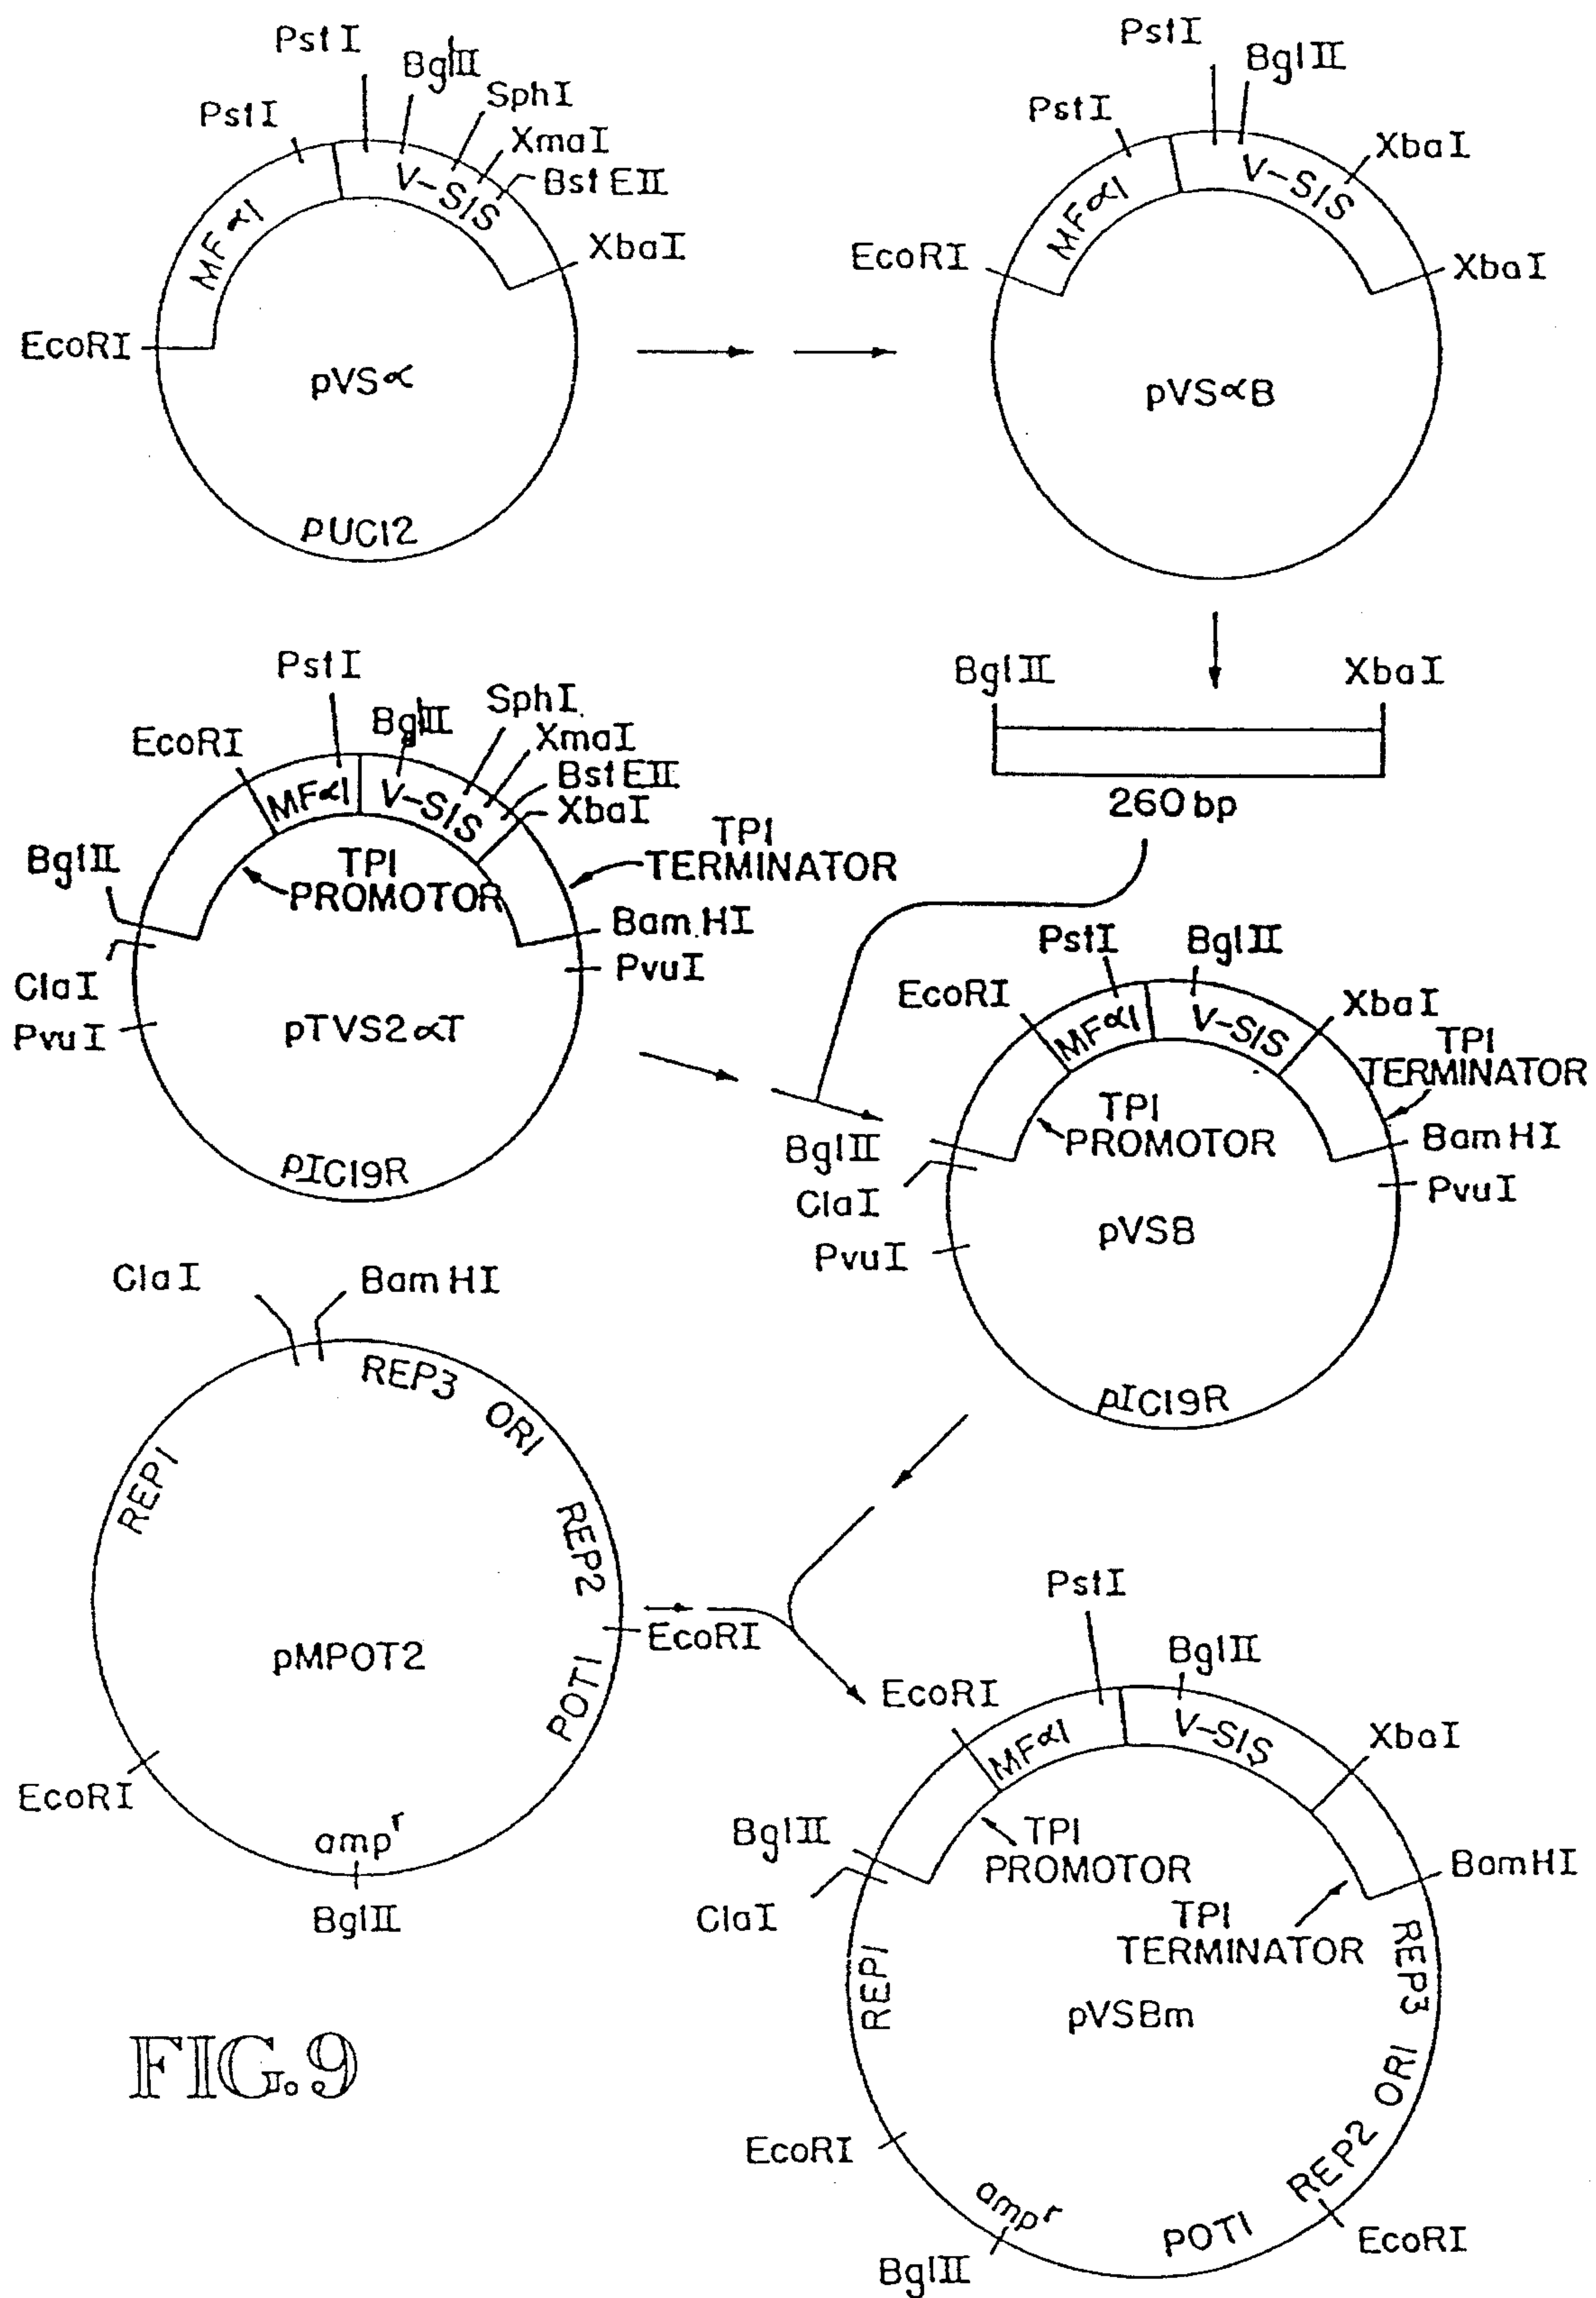 PstI
BglII
SphI
PstI
XmaI
BstEII
MFα1
V-SIS
XbaI
EcoRI
pVSα
pUC12
PstI
BglII
PstI
XbaI
MFα1
V-SIS
EcoRI
XbaI
pVSαB
BglII
XbaI
260 bp
PstI
BglII
SphI
EcoRI
XmaI
BstEII
XbaI
MFα1
V-SIS
BglII
TPI
PROMOTOR
TPI
TERMINATOR
BamHI
ClaI
PvuI
PvuI
pTVS2αT
pIC19R
PstI
BglII
EcoRI
XbaI
MFα1
V-SIS
TPI
TERMINATOR
TPI
PROMOTOR
BglII
BamHI
ClaI
PvuI
PvuI
pVSB
pIC19R
ClaI
BamHI
REP3
ORI
REP1
REP2
EcoRI
pMPOT2
POT1
EcoRI
ampr
BglII
PstI
BglII
EcoRI
MFα1
V-SIS
XbaI
BglII
TPI
PROMOTOR
BamHI
ClaI
TPI
TERMINATOR
REP1
REP3
pVSBm
ORI
EcoRI
REP2
ampr
POT1
EcoRI
BglII
FIG. 9